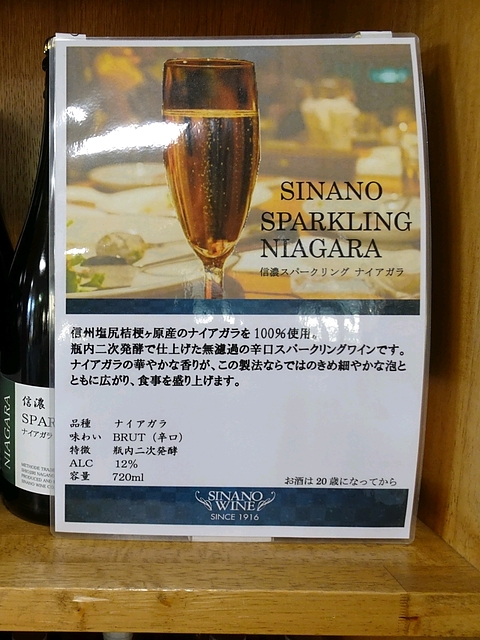 SINANO
SPARKLING
NIAGARA
信濃スパークリング ナイアガラ
信州塩尻桔梗ヶ原産のナイアガラを100%使用。
瓶内二次発酵で仕上げた無濾過の辛口スパークリングワインです。
ナイアガラの華やかな香りが、この製法ならではのきめ細やかな泡と
ともに広がり、食事を盛り上げます。
品種 ナイアガラ
味わい BRUT（辛口）
特徴 瓶内二次発酵
ALC 12%
容量 720ml
お酒は20歳になってから
SINANO
WINE
SINCE 1916
NIAGARA
信濃
SPAR
ナイアガラ